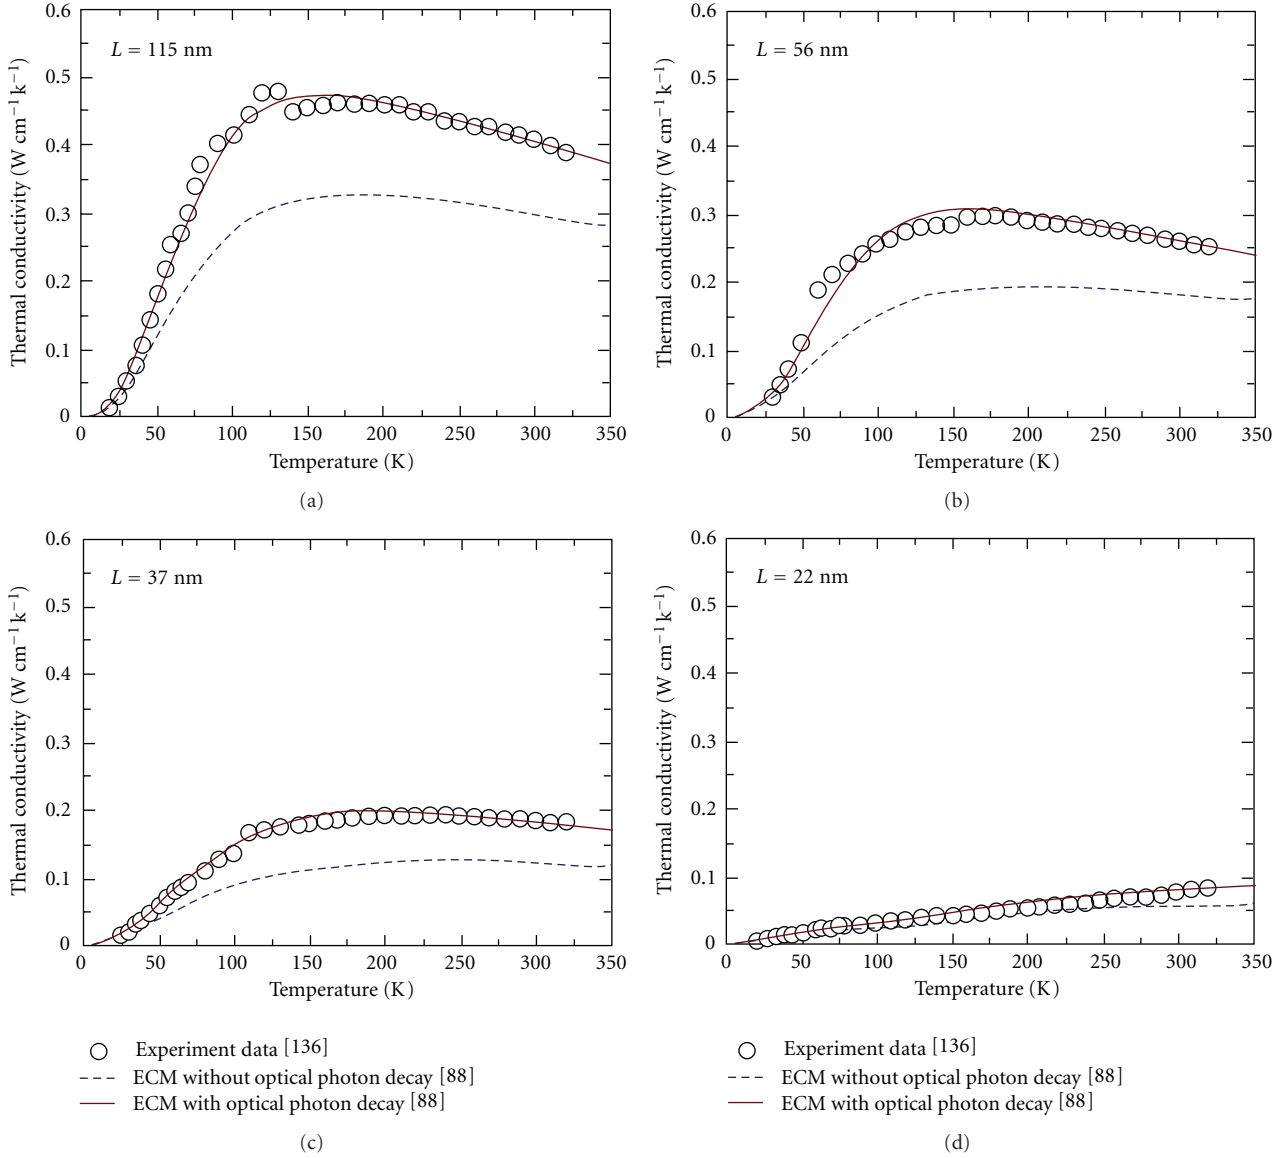 0.6
0.5
0.4
0.3
0.2
0.1
0
Thermal conductivity (W cm⁻¹ k⁻¹)
L = 115 nm
0 50 100 150 200 250 300 350
Temperature (K)
(a)
0.6
0.5
0.4
0.3
0.2
0.1
0
Thermal conductivity (W cm⁻¹ k⁻¹)
L = 56 nm
0 50 100 150 200 250 300 350
Temperature (K)
(b)
0.6
0.5
0.4
0.3
0.2
0.1
0
Thermal conductivity (W cm⁻¹ k⁻¹)
L = 37 nm
0 50 100 150 200 250 300 350
Temperature (K)
Experiment data [136]
ECM without optical photon decay [88]
ECM with optical photon decay [88]
(c)
0.6
0.5
0.4
0.3
0.2
0.1
0
Thermal conductivity (W cm⁻¹ k⁻¹)
L = 22 nm
0 50 100 150 200 250 300 350
Temperature (K)
Experiment data [136]
ECM without optical photon decay [88]
ECM with optical photon decay [88]
(d)